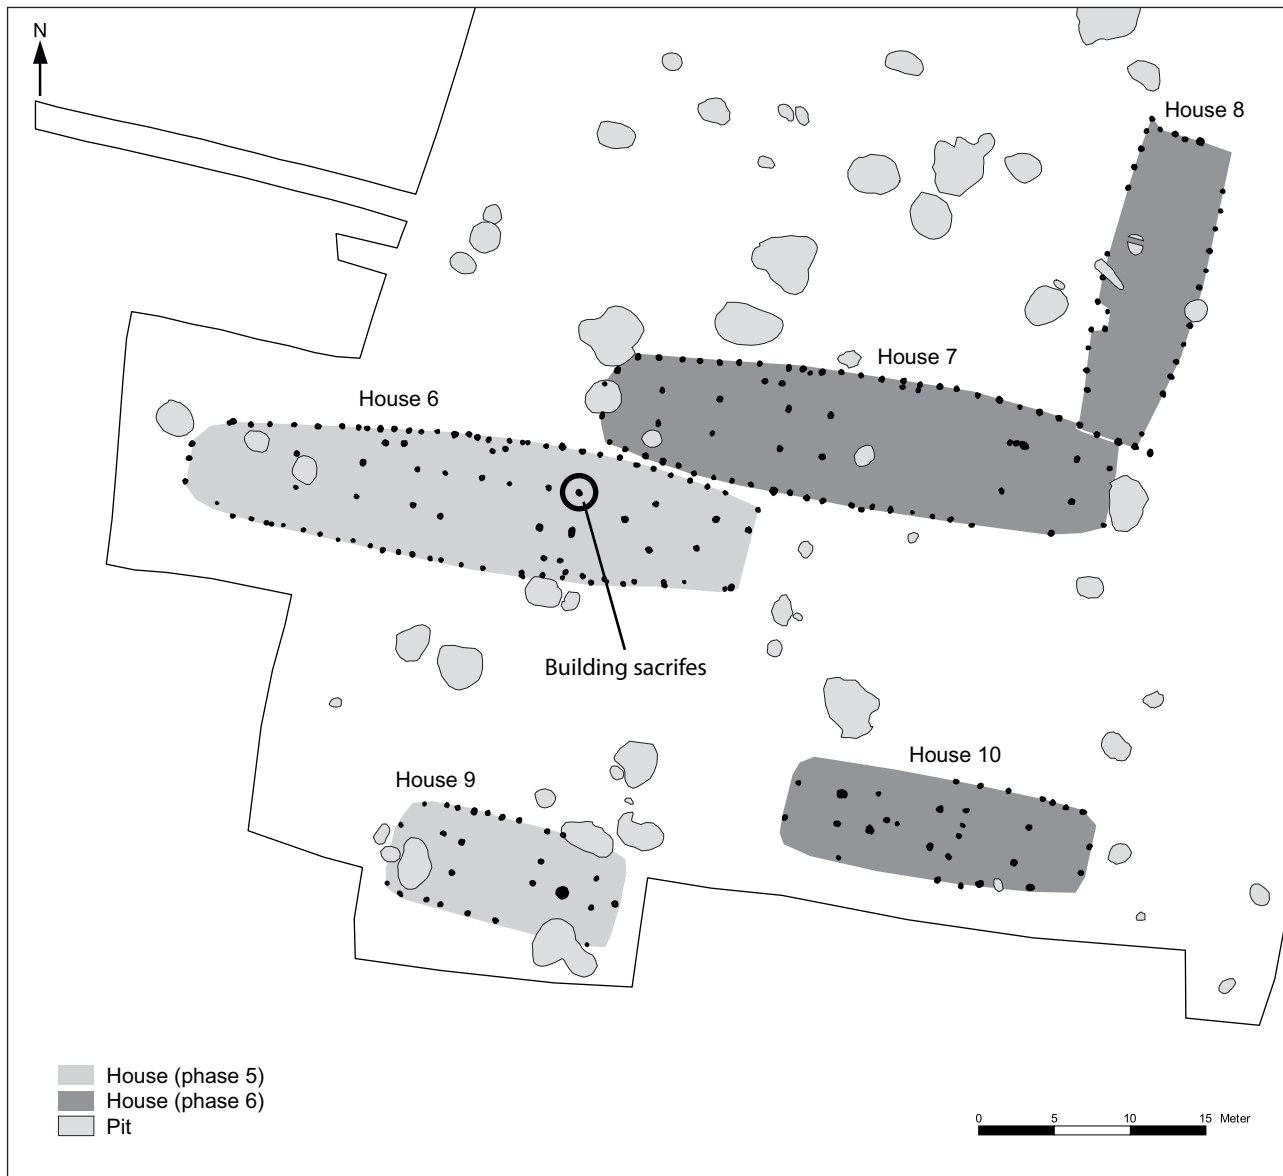 N
House 8
House 7
House 6
Building sacrifes
House 10
House 9
House (phase 5)
House (phase 6)
Pit
0 5 10 15 Meter